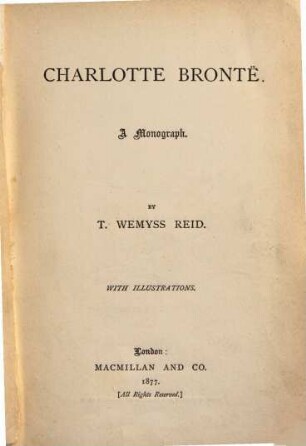 CHARLOTTE BRONTË.
A Monograph.
BY
T. WEMYSS REID.
WITH ILLUSTRATIONS.
London:
MACMILLAN AND CO.
1877.
[All Rights Reserved.]